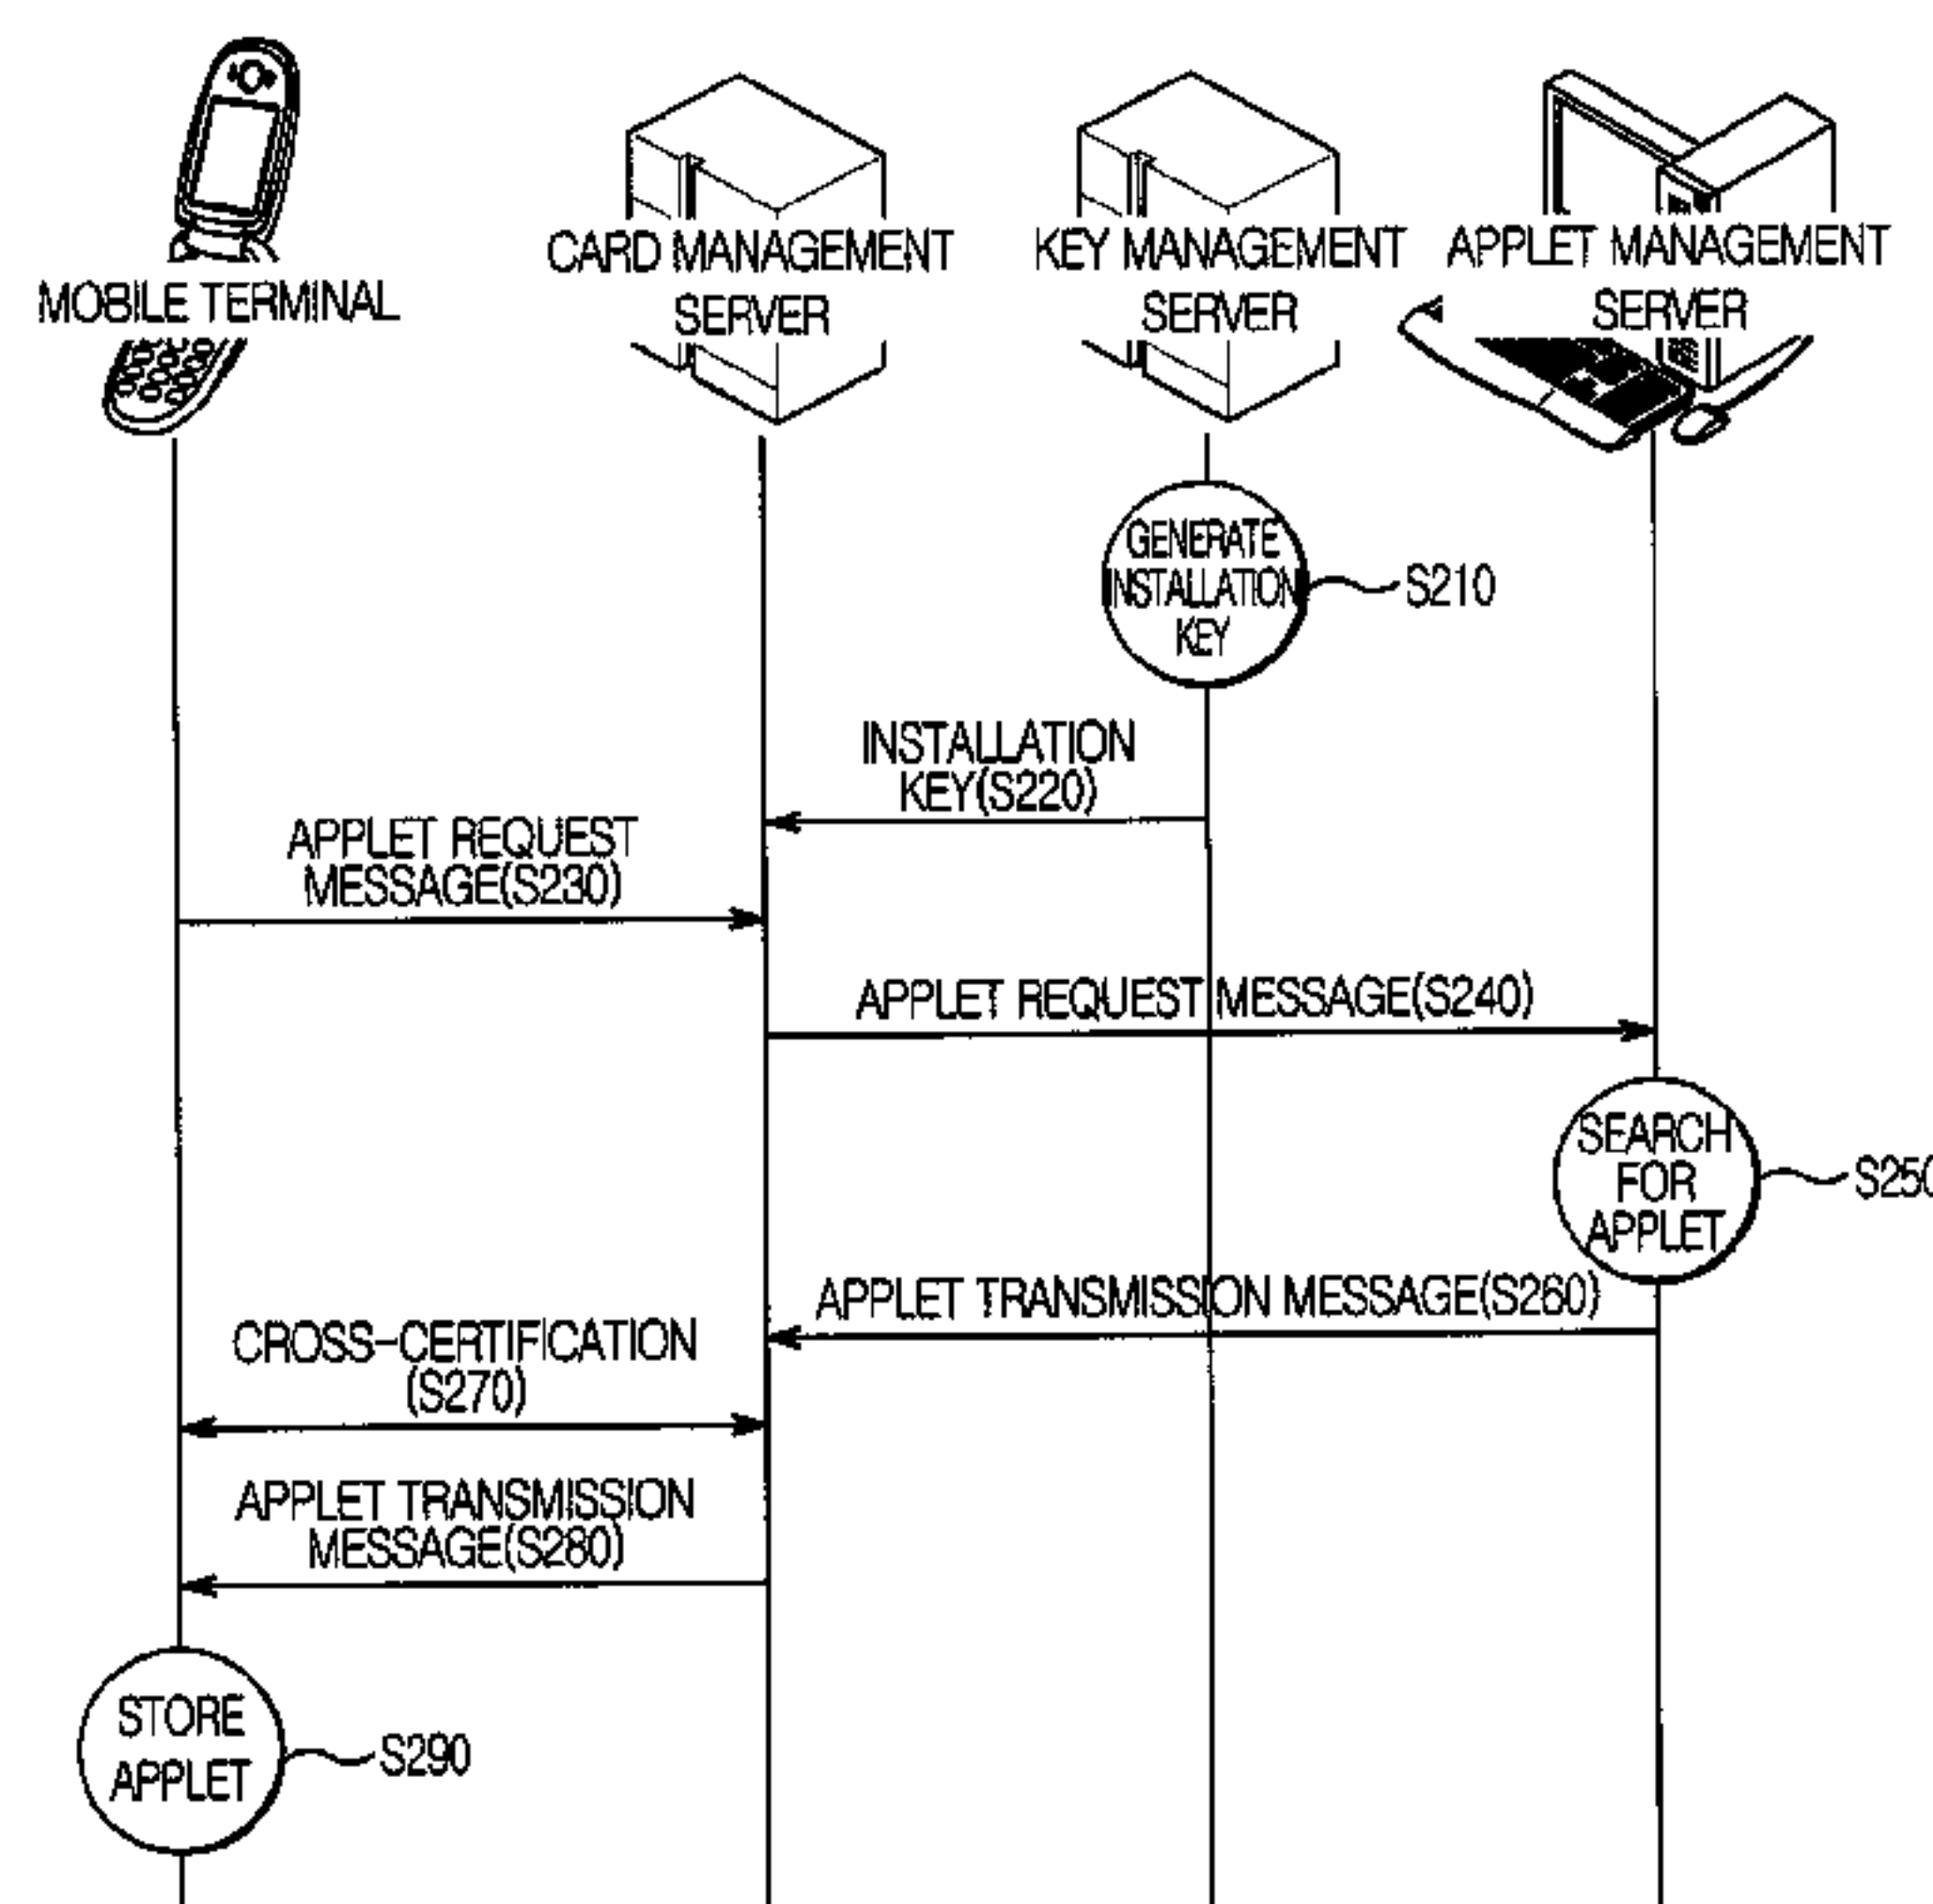 MOBILE TERMINAL
CARD MANAGEMENT
SERVER
KEY MANAGEMENT
SERVER
APPLET MANAGEMENT
SERVER
GENERATE
INSTALLATION
KEY
S210
INSTALLATION
KEY(S220)
APPLET REQUEST
MESSAGE(S230)
APPLET REQUEST MESSAGE(S240)
SEARCH
FOR
APPLET
S250
APPLET TRANSMISSION MESSAGE(S260)
CROSS-CERTIFICATION
(S270)
APPLET TRANSMISSION
MESSAGE(S280)
STORE
APPLET
S290